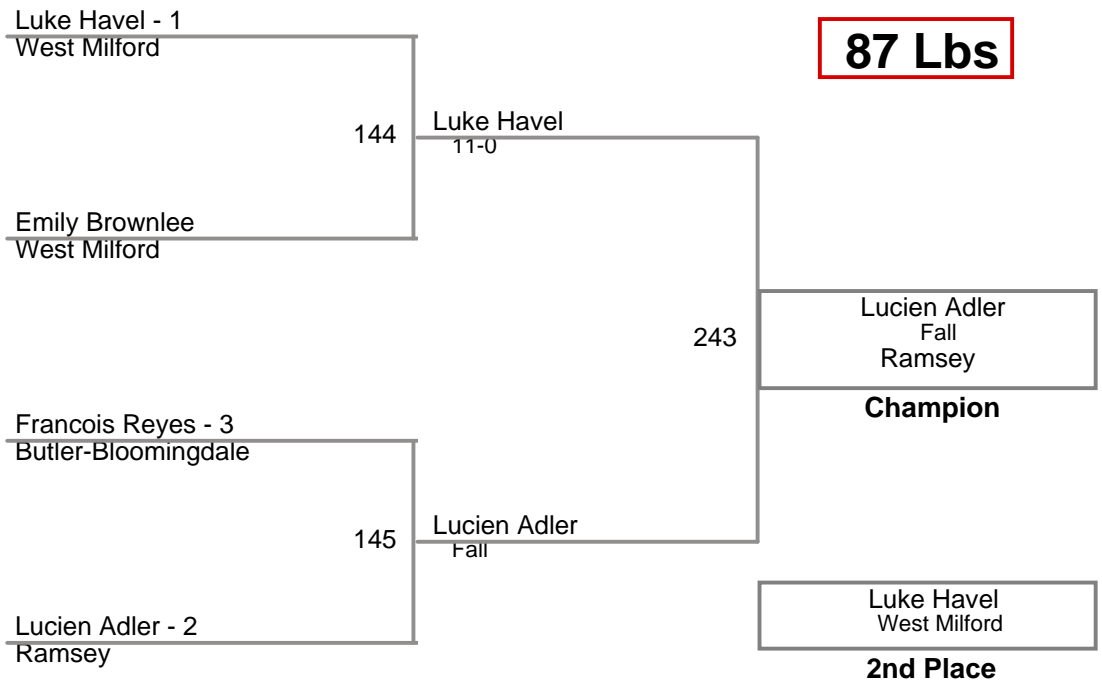 Luke Havel - 1
West Milford
87 Lbs
144
Luke Havel
11-0
Emily Brownlee
West Milford
243
Lucien Adler
Fall
Ramsey
Champion
Francois Reyes - 3
Butler-Bloomingdale
145
Lucien Adler
Fall
Lucien Adler - 2
Ramsey
Luke Havel
West Milford
2nd Place